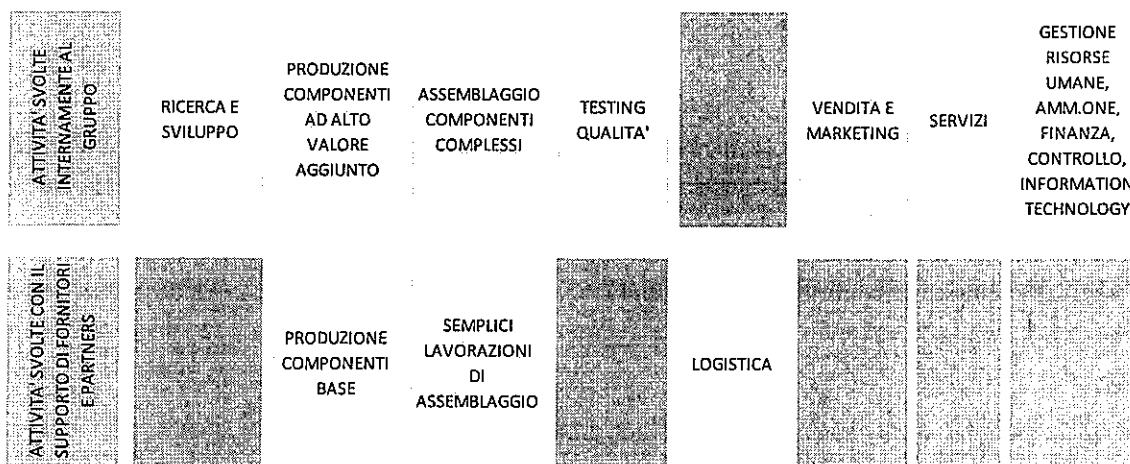 ATTIVITA' SVOLTE
INTERNAMENTE AL
GRUPPO
RICERCA E
SVILUPPO
PRODUZIONE
COMPONENTI
AD ALTO
VALORE
AGGIUNTO
ASSEMBLAGGIO
COMPONENTI
COMPLESSI
TESTING
QUALITA'
VENDITA E
MARKETING
SERVIZI
GESTIONE
RISORSE
UMANE,
AMM.ONE,
FINANZA,
CONTROLLO,
INFORMATION
TECHNOLOGY
ATTIVITA' SVOLTE CON IL
SUPPORTO DI FORNITORI
E PARTNERS
PRODUZIONE
COMPONENTI
BASE
SEMPLICI
LAVORAZIONI
DI
ASSEMBLAGGIO
LOGISTICA